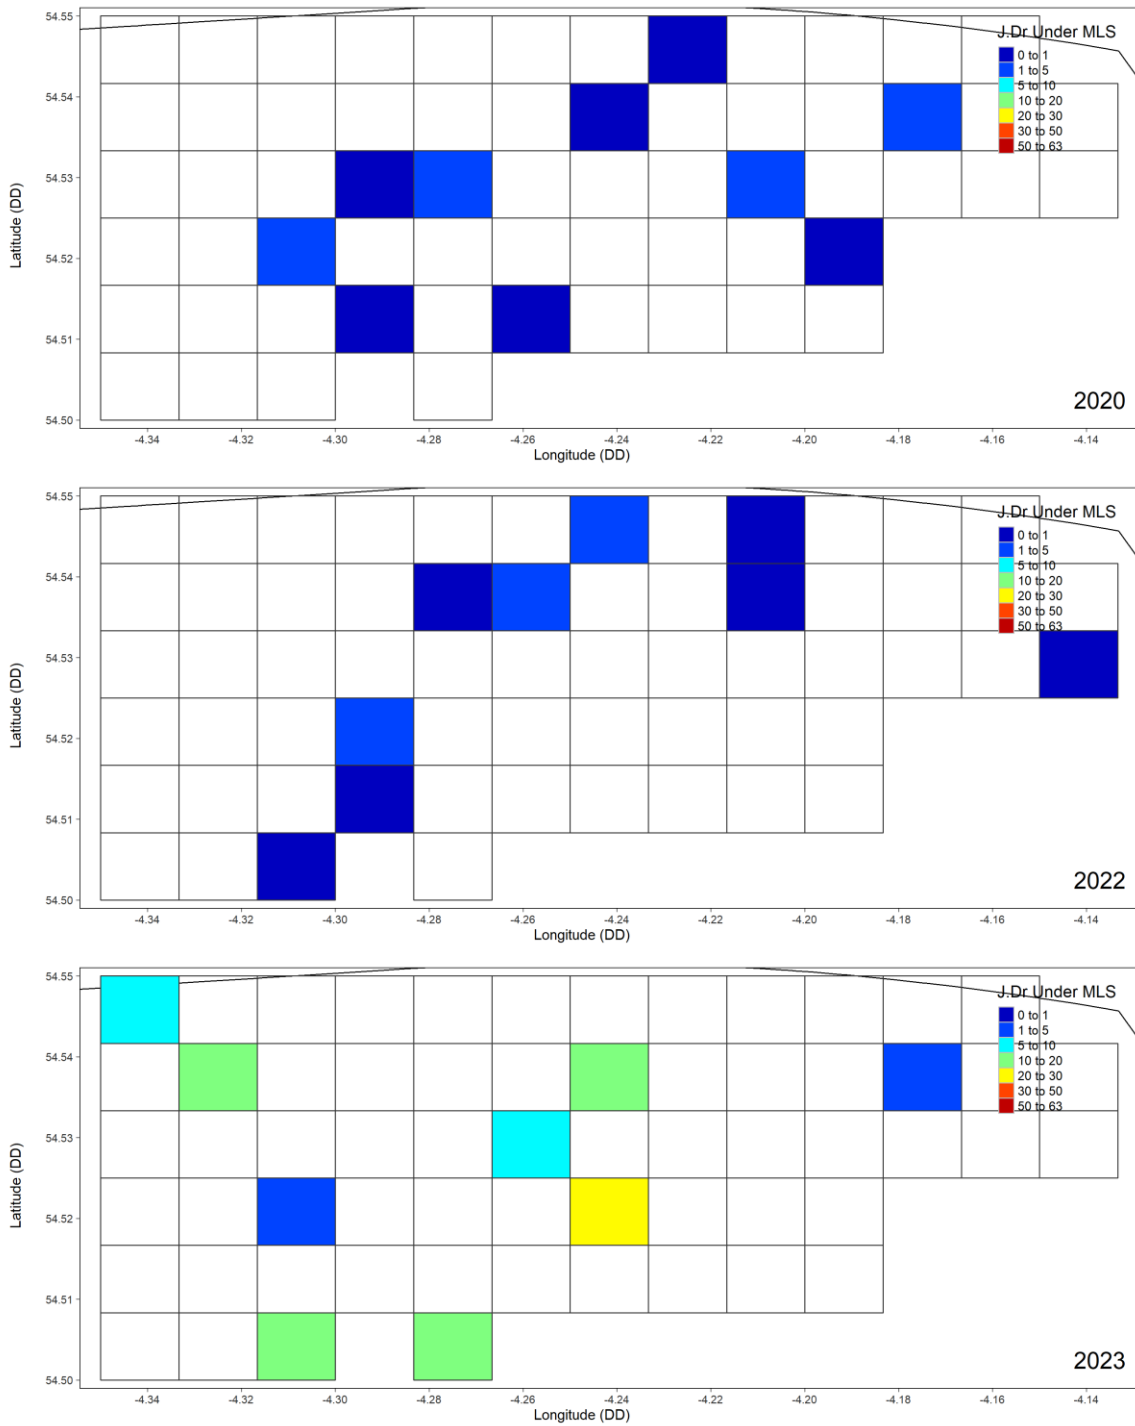 54.55
54.54
54.53
54.52
54.51
54.50
Latitude (DD)
J.Dr Under MLS
0 to 1
1 to 5
5 to 10
10 to 20
20 to 30
30 to 50
50 to 63
2020
-4.34 -4.32 -4.30 -4.28 -4.26 -4.24 -4.22 -4.20 -4.18 -4.16 -4.14
Longitude (DD)
54.55
54.54
54.53
54.52
54.51
54.50
Latitude (DD)
J.Dr Under MLS
0 to 1
1 to 5
5 to 10
10 to 20
20 to 30
30 to 50
50 to 63
2022
-4.34 -4.32 -4.30 -4.28 -4.26 -4.24 -4.22 -4.20 -4.18 -4.16 -4.14
Longitude (DD)
54.55
54.54
54.53
54.52
54.51
54.50
Latitude (DD)
J.Dr Under MLS
0 to 1
1 to 5
5 to 10
10 to 20
20 to 30
30 to 50
50 to 63
2023
-4.34 -4.32 -4.30 -4.28 -4.26 -4.24 -4.22 -4.20 -4.18 -4.16 -4.14
Longitude (DD)